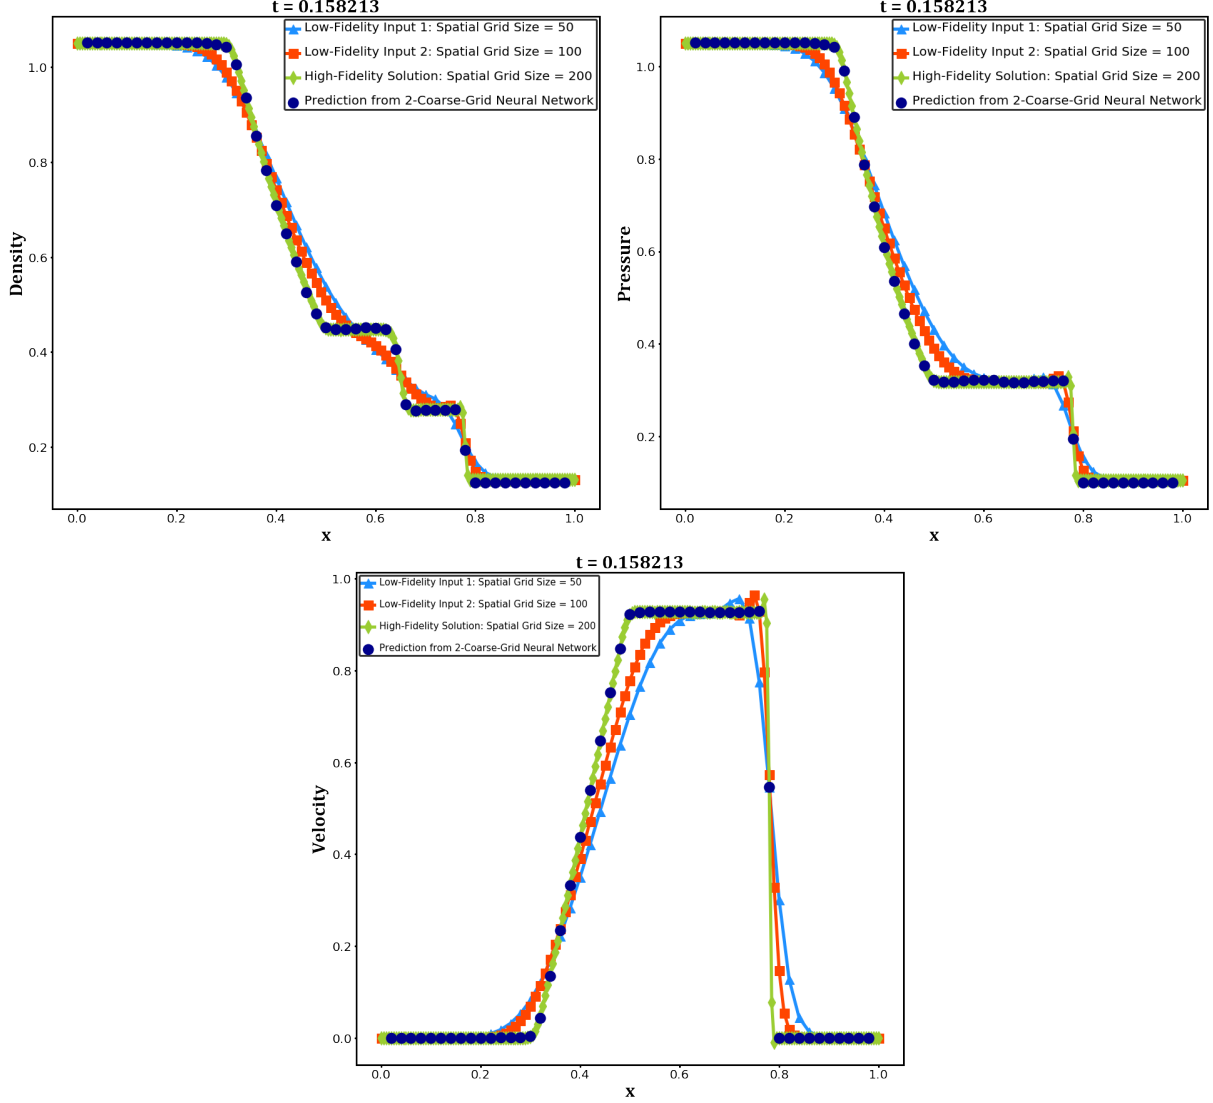 t = 0.158213
Low-Fidelity Input 1: Spatial Grid Size = 50
Low-Fidelity Input 2: Spatial Grid Size = 100
High-Fidelity Solution: Spatial Grid Size = 200
Prediction from 2-Coarse-Grid Neural Network
Density
1.0
0.8
0.6
0.4
0.2
0.0 0.2 0.4 0.6 0.8 1.0
x
t = 0.158213
Low-Fidelity Input 1: Spatial Grid Size = 50
Low-Fidelity Input 2: Spatial Grid Size = 100
High-Fidelity Solution: Spatial Grid Size = 200
Prediction from 2-Coarse-Grid Neural Network
Pressure
1.0
0.8
0.6
0.4
0.2
0.0 0.2 0.4 0.6 0.8 1.0
x
t = 0.158213
Low-Fidelity Input 1: Spatial Grid Size = 50
Low-Fidelity Input 2: Spatial Grid Size = 100
High-Fidelity Solution: Spatial Grid Size = 200
Prediction from 2-Coarse-Grid Neural Network
Velocity
1.0
0.8
0.6
0.4
0.2
0.0
0.0 0.2 0.4 0.6 0.8 1.0
x